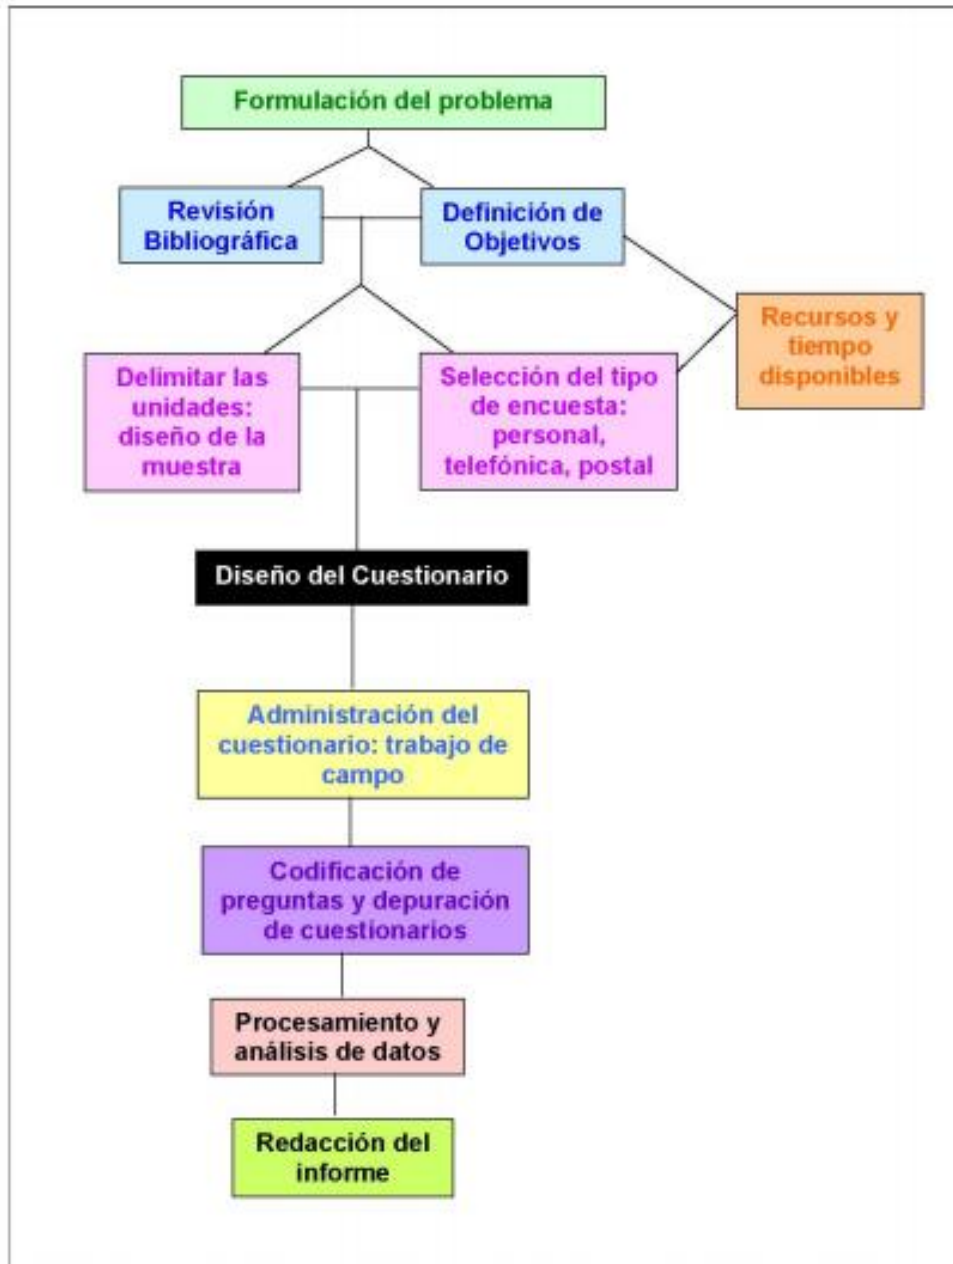 Formulación del problema
Revisión
Bibliográfica
Definición de
Objetivos
Recursos y
tiempo
disponibles
Delimitar las
unidades:
diseño de la
muestra
Selección del tipo
de encuesta:
personal,
telefónica, postal
Diseño del Cuestionario
Administración del
cuestionario: trabajo de
campo
Codificación de
preguntas y depuración
de cuestionarios
Procesamiento y
análisis de datos
Redacción del
informe